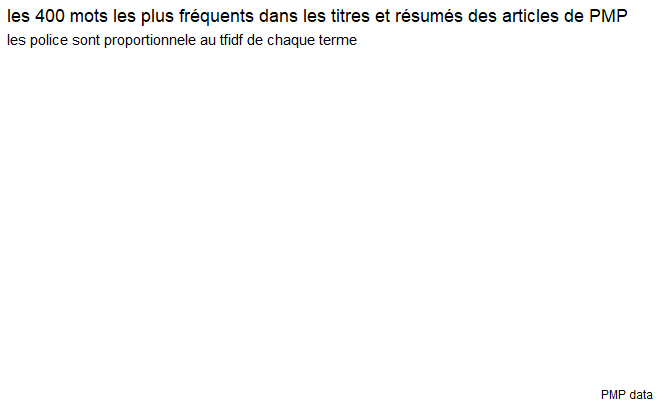 les 400 mots les plus fréquents dans les titres et résumés des articles de PMP
les police sont proportionnele au tfidf de chaque terme
PMP data